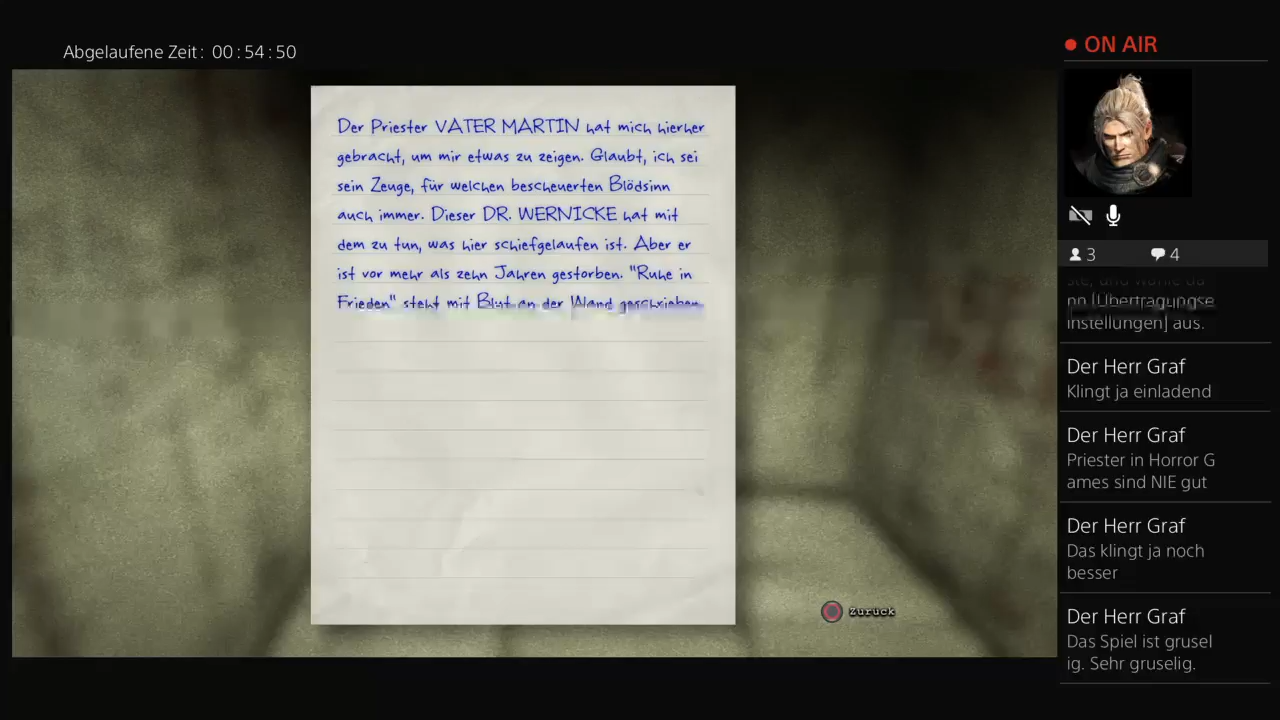 Abgelaufene Zeit: 00:54:50
Der Priester VATER MARTIN hat mich hierher
gebracht, um mir etwas zu zeigen. Glaubt, ich sei
sein Zeuge, für welchen bescheuerten Blödsinn
auch immer. Dieser DR. WERNICKE hat mit
dem zu tun, was hier schiefgelaufen ist. Aber er
ist vor mehr als zehn Jahren gestorben. "Ruhe in
Frieden" steht mit Blut an der Wand geschrieben
Zurück
ON AIR
3 4
nn [Übertragungse
instellungen] aus.
Der Herr Graf
Klingt ja einladend
Der Herr Graf
Priester in Horror G
ames sind NIE gut
Der Herr Graf
Das klingt ja noch
besser
Der Herr Graf
Das Spiel ist grusel
ig. Sehr gruselig.